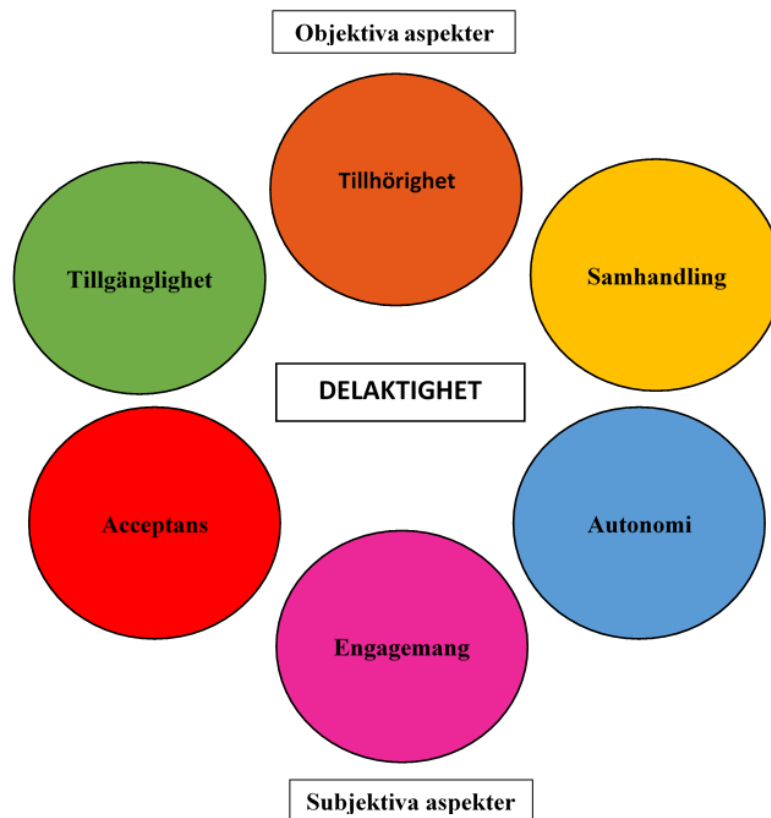 Objektiva aspekter
Tillhörighet
Tillgänglighet
Samhandling
DELAKTIGHET
Acceptans
Autonomi
Engagemang
Subjektiva aspekter